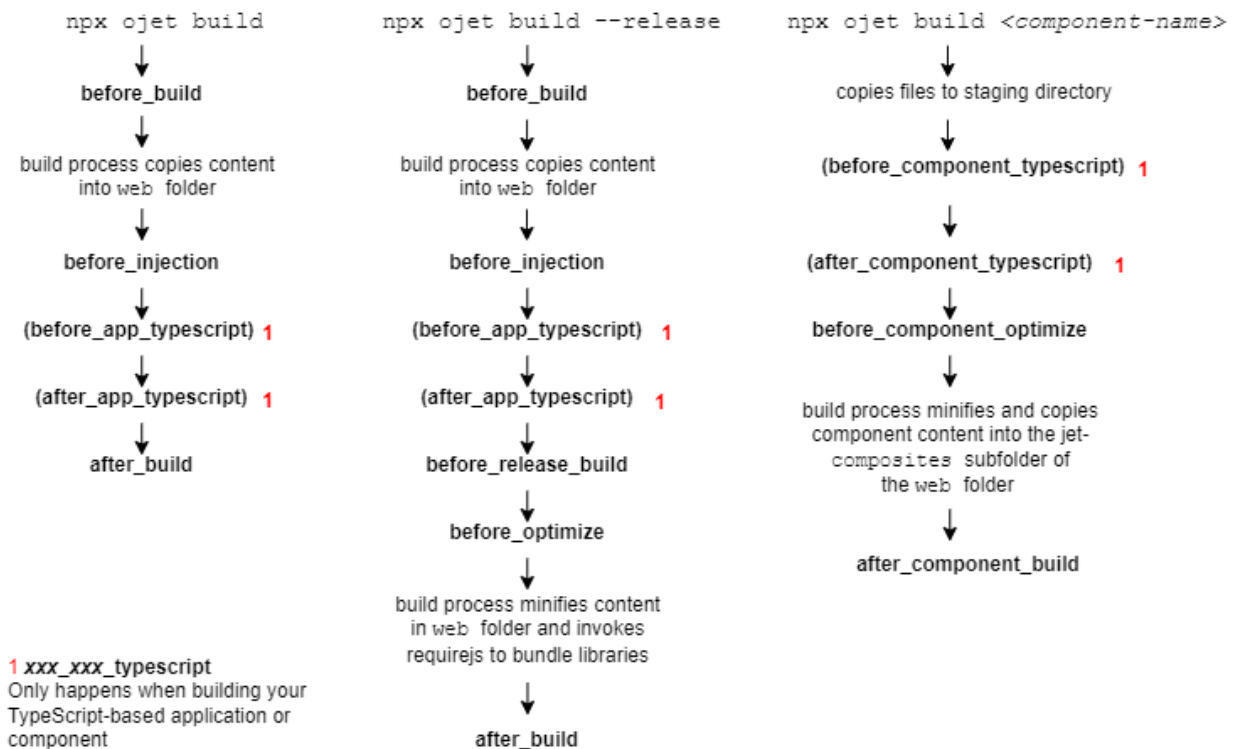 npx ojet build
before_build
build process copies content
into web folder
before_injection
(before_app_typescript) 1
(after_app_typescript) 1
after_build
1 xxx_xxx_typescript
Only happens when building your
TypeScript-based application or
component
npx ojet build --release
before_build
build process copies content
into web folder
before_injection
(before_app_typescript) 1
(after_app_typescript) 1
before_release_build
before_optimize
build process minifies content
in web folder and invokes
requirejs to bundle libraries
after_build
npx ojet build <component-name>
copies files to staging directory
(before_component_typescript) 1
(after_component_typescript) 1
before_component_optimize
build process minifies and copies
component content into the jet-
composites subfolder of
the web folder
after_component_build